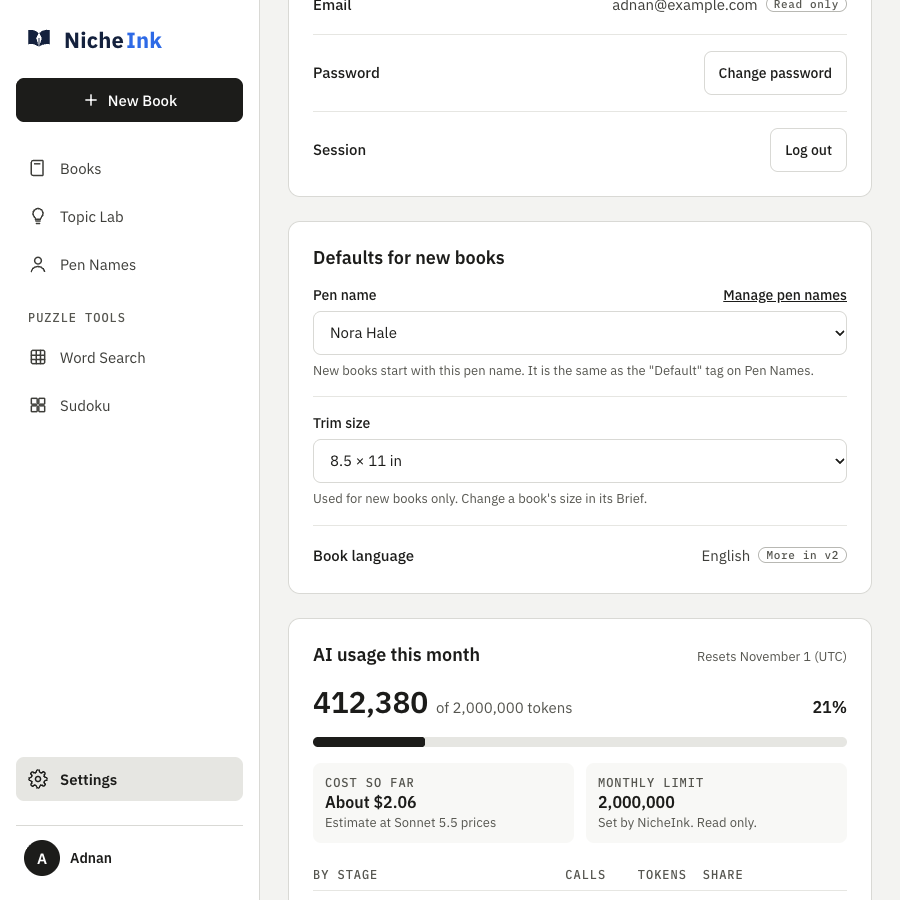 NicheInk
New Book
Books
Topic Lab
Pen Names
PUZZLE TOOLS
Word Search
Sudoku
Settings
A
Adnan
Email
adnan@example.com
Read only
Password
Change password
Session
Log out
Defaults for new books
Pen name
Manage pen names
Nora Hale
New books start with this pen name. It is the same as the "Default" tag on Pen Names.
Trim size
8.5 × 11 in
Used for new books only. Change a book's size in its Brief.
Book language
English
More in v2
AI usage this month
Resets November 1 (UTC)
412,380 of 2,000,000 tokens
21%
COST SO FAR
About $2.06
Estimate at Sonnet 5.5 prices
MONTHLY LIMIT
2,000,000
Set by NicheInk. Read only.
BY STAGE CALLS TOKENS SHARE